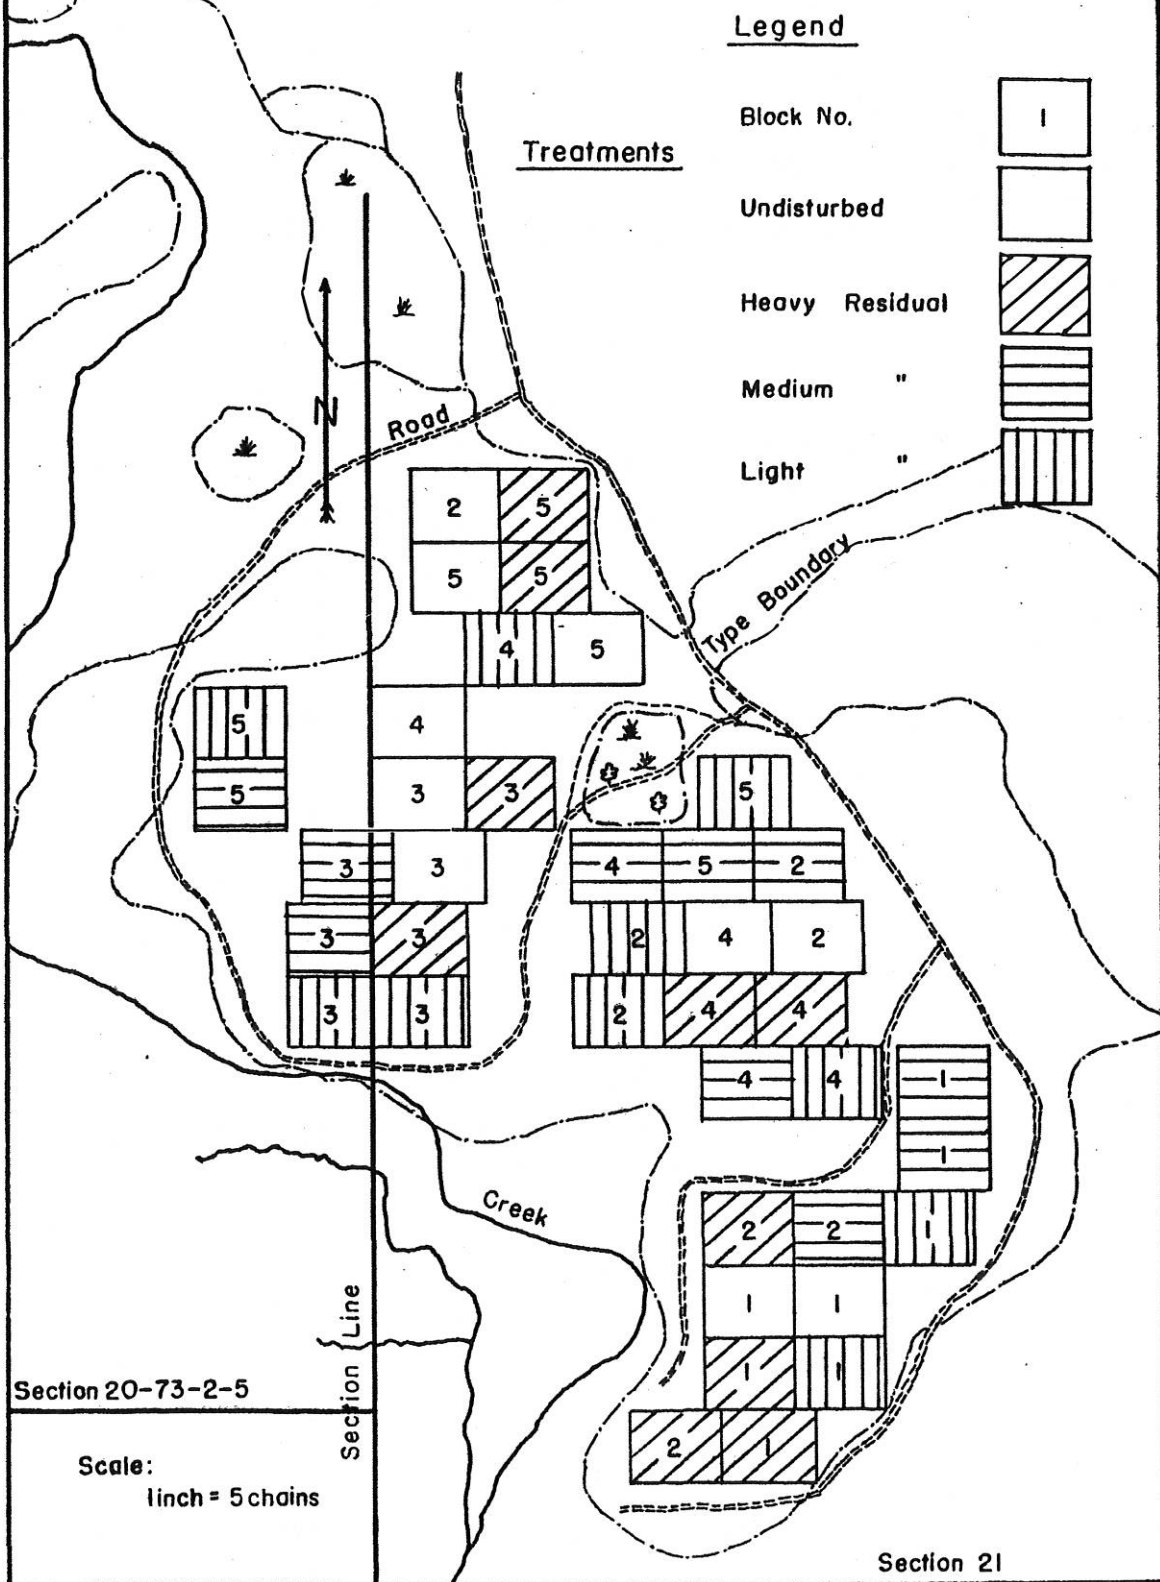 Legend
Block No. 1
Treatments
Undisturbed
Heavy Residual
Medium "
Light "
N
Road
Type Boundary
2 5
5 5
4 5
5 4
5 3 3
5
3 3 4 5 2
3 3 2 4 2
3 3 2 4 4
4 4 1
1
Creek
2 2 1
1 1
1 1
2 1
Section Line
Section 20-73-2-5
Scale:
1inch = 5chains
Section 21